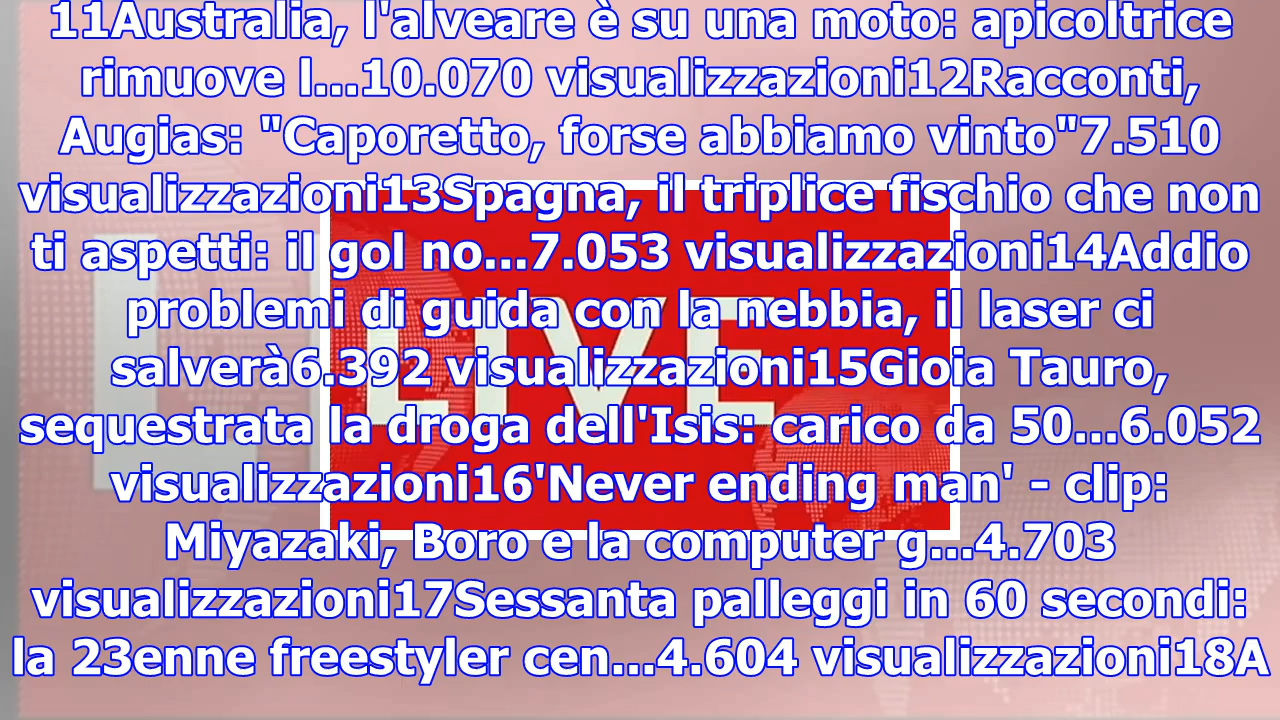 11Australia, l'alveare è su una moto: apicoltrice
rimuove l...10.070 visualizzazioni12Racconti,
Augias: "Caporetto, forse abbiamo vinto"7.510
visualizzazioni13Spagna, il triplice fischio che non
ti aspetti: il gol no...7.053 visualizzazioni14Addio
problemi di guida con la nebbia, il laser ci
salverà6.392 visualizzazioni15Gioia Tauro,
sequestrata la droga dell'Isis: carico da 50...6.052
visualizzazioni16'Never ending man' - clip:
Miyazaki, Boro e la computer g...4.703
visualizzazioni17Sessanta palleggi in 60 secondi:
la 23enne freestyler cen...4.604 visualizzazioni18A
LIVE